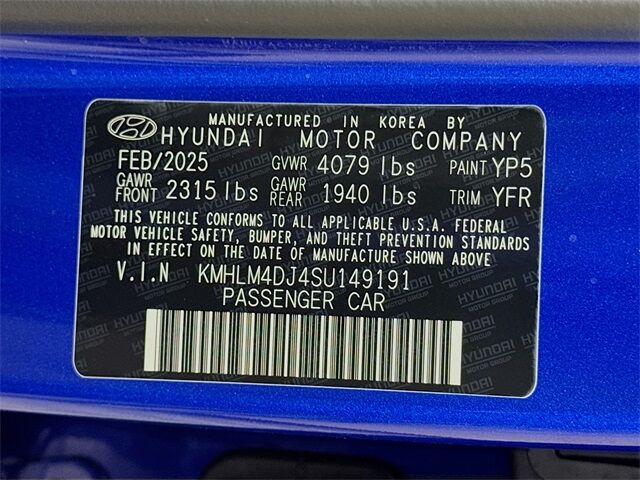 MANUFACTURED IN KOREA BY
HYUNDAI MOTOR COMPANY
FEB/2025 GVWR 4079 lbs PAINT YP5
GAWR FRONT 2315 lbs GAWR REAR 1940 lbs TRIM YFR
THIS VEHICLE CONFORMS TO ALL APPLICABLE U.S.A. FEDERAL
MOTOR VEHICLE SAFETY, BUMPER, AND THEFT PREVENTION STANDARDS
IN EFFECT ON THE DATE OF MANUFACTURE SHOWN ABOVE
V.I.N KMHLM4DJ4SU149191
PASSENGER CAR